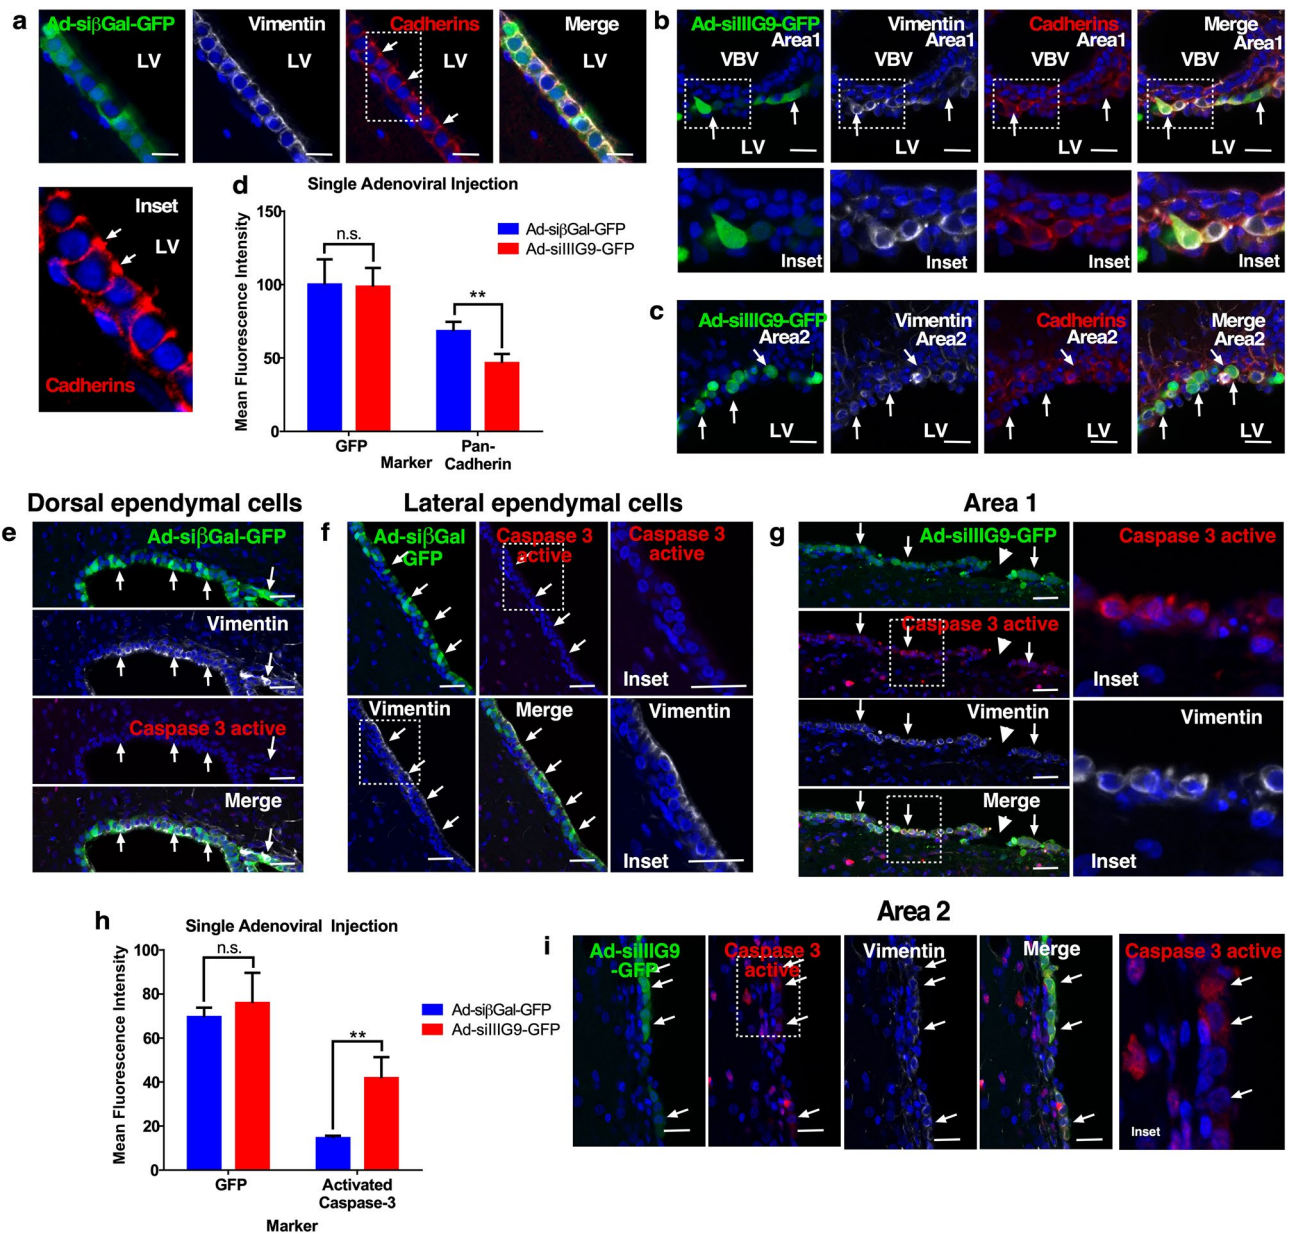 a
Ad-siβGal-GFP
LV
Vimentin
LV
Cadherins
LV
Merge
LV
Inset
LV
Cadherins
b
Ad-siIIIG9-GFP
Area1
VBV
LV
Vimentin
Area1
VBV
LV
Cadherins
Area1
VBV
LV
Merge
Area1
VBV
LV
Inset
Inset
Inset
Inset
c
Ad-siIIIG9-GFP
Area2
LV
Vimentin
Area2
LV
Cadherins
Area2
LV
Merge
Area2
LV
d
Single Adenoviral Injection
Mean Fluorescence Intensity
150
100
50
0
n.s.
**
Ad-siβGal-GFP
Ad-siIIIG9-GFP
GFP
Pan-
Cadherin
Marker
Dorsal ependymal cells
e
Ad-siβGal-GFP
Vimentin
Caspase 3 active
Merge
Lateral ependymal cells
f
Ad-siβGal
GFP
Caspase 3
active
Caspase 3
active
Inset
Vimentin
Merge
Vimentin
Inset
Area 1
g
Ad-siIIIG9-GFP
Caspase 3 active
Vimentin
Merge
Caspase 3 active
Inset
Vimentin
Inset
h
Single Adenoviral Injection
Mean Fluorescence Intensity
100
80
60
40
20
0
n.s.
**
Ad-siβGal-GFP
Ad-siIIIG9-GFP
GFP
Activated
Caspase-3
Marker
Area 2
i
Ad-siIIIG9
-GFP
Caspase 3
active
Vimentin
Merge
Caspase 3 active
Inset